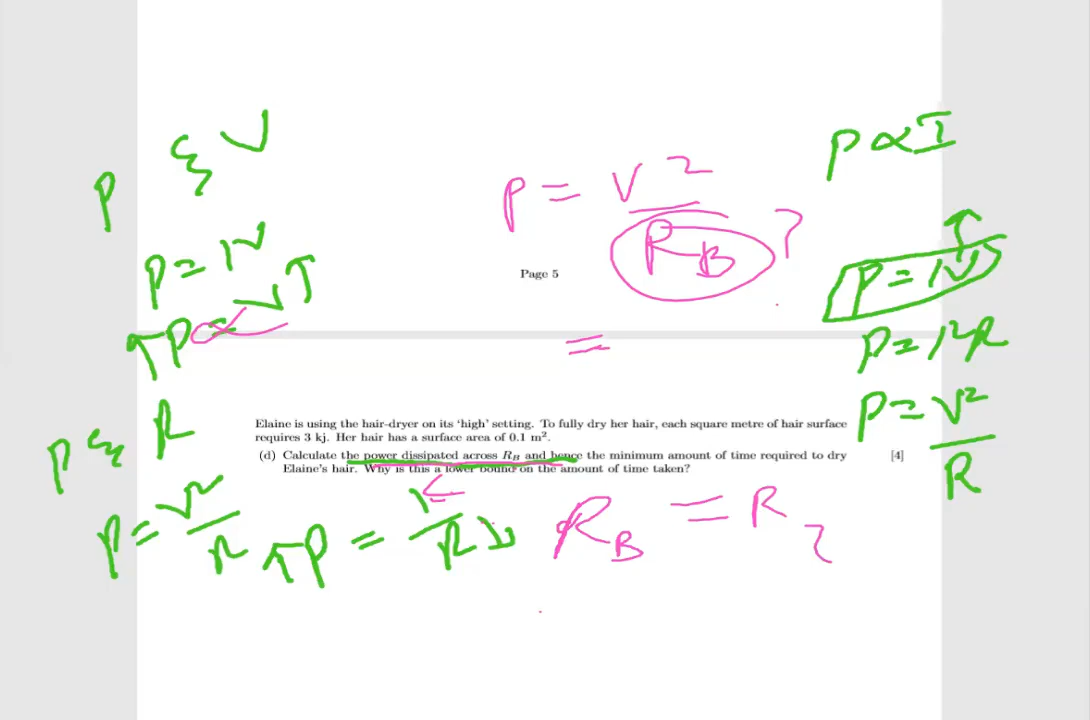 P ∝ I
P ξ V
P = V²
R_B ?
P = IV
Page 5
I
P = IV
↑P ∝ V↑
=
P = I²R
Elaine is using the hair-dryer on its ‘high’ setting. To fully dry her hair, each square metre of hair surface
requires 3 kj. Her hair has a surface area of 0.1 m².
P = V²
R
P ξ R
(d) Calculate the power dissipated across R_B and hence the minimum amount of time required to dry [4]
Elaine's hair. Why is this a lower bound on the amount of time taken?
P = V²
R
↑P =
R↓
R_B = R